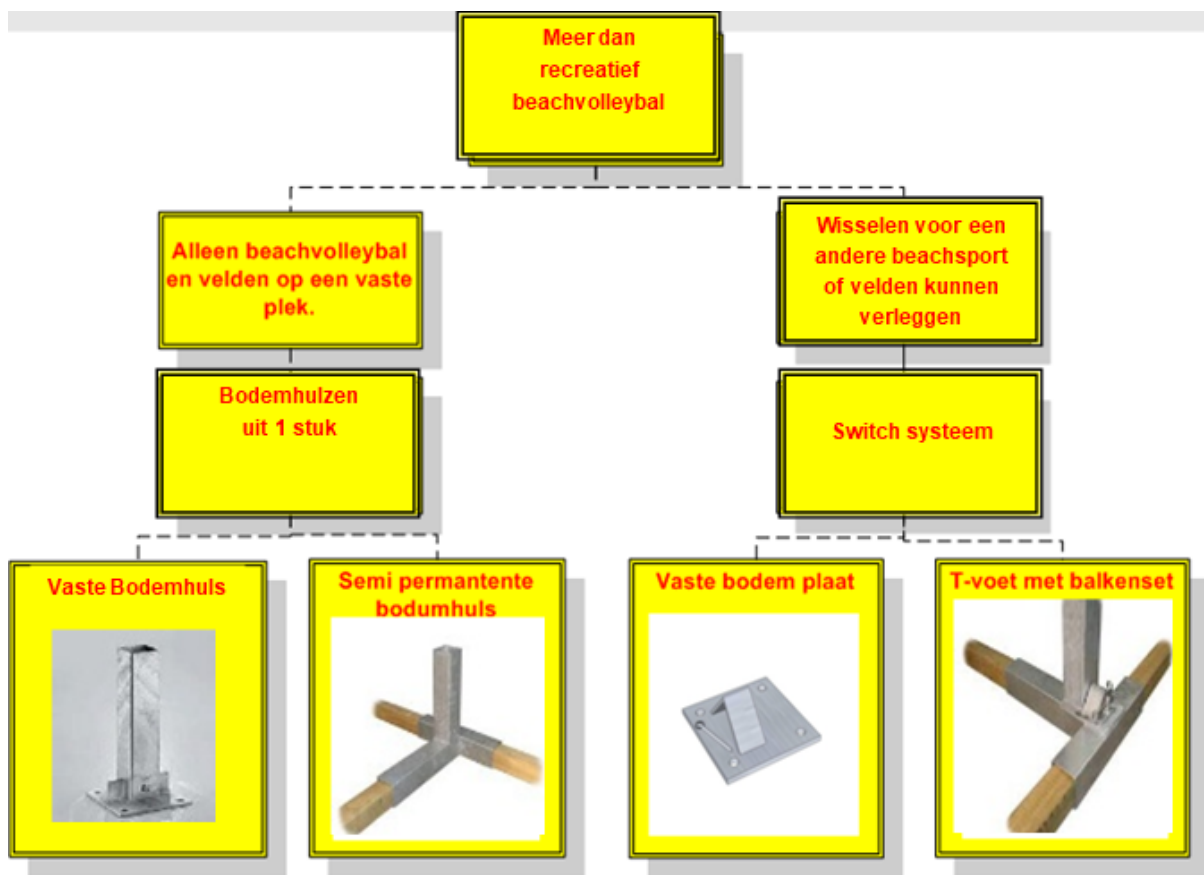 Meer dan
recreatief
beachvolleybal
Alleen beachvolleybal
en velden op een vaste
plek.
Wisselen voor een
andere beachsport
of velden kunnen
verleggen
Bodemhulzen
uit 1 stuk
Switch systeem
Vaste Bodemhuls
Semi permantente
bodumhuls
Vaste bodem plaat
T-voet met balkenset